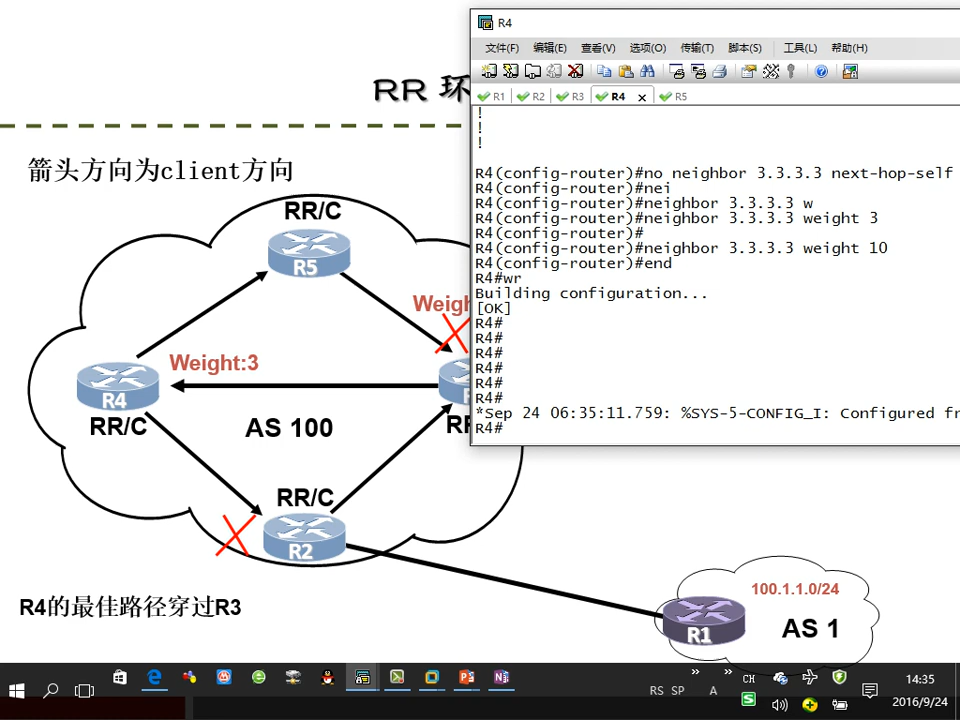 RR 环
箭头方向为client方向
RR/C
R5
Weigh
Weight:3
R4
RR/C
AS 100
RR
RR/C
R2
R4的最佳路径穿过R3
100.1.1.0/24
R1
AS 1
R4
文件(F) 编辑(E) 查看(V) 选项(O) 传输(T) 脚本(S) 工具(L) 帮助(H)
R1 R2 R3 R4 x R5
!
!
!
R4(config-router)#no neighbor 3.3.3.3 next-hop-self
R4(config-router)#nei
R4(config-router)#neighbor 3.3.3.3 w
R4(config-router)#neighbor 3.3.3.3 weight 3
R4(config-router)#
R4(config-router)#neighbor 3.3.3.3 weight 10
R4(config-router)#end
R4#wr
Building configuration...
[OK]
R4#
R4#
R4#
R4#
R4#
R4#
*Sep 24 06:35:11.759: %SYS-5-CONFIG_I: Configured fr
R4#
RS SP A CH
14:35
2016/9/24